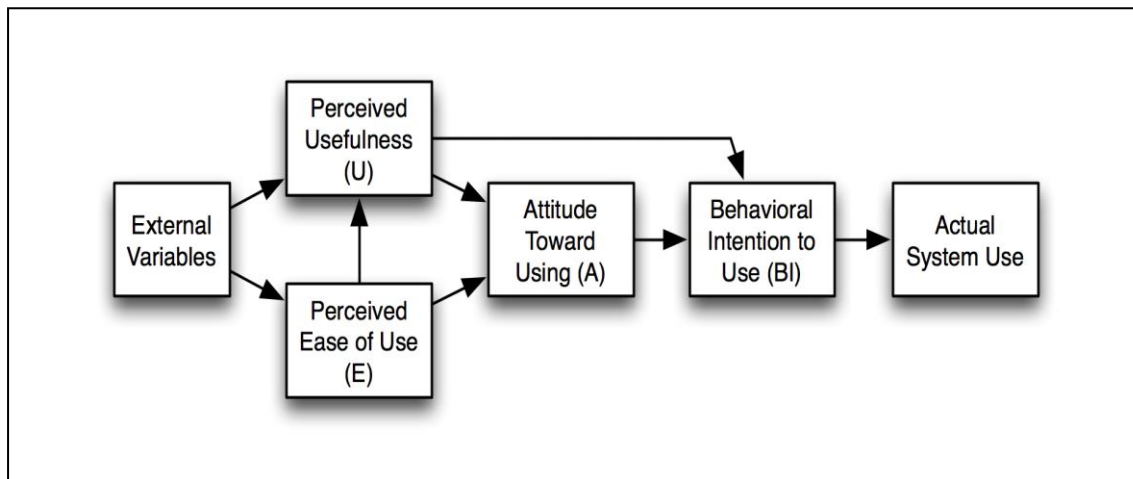 External
Variables
Perceived
Usefulness
(U)
Perceived
Ease of Use
(E)
Attitude
Toward
Using (A)
Behavioral
Intention to
Use (BI)
Actual
System Use